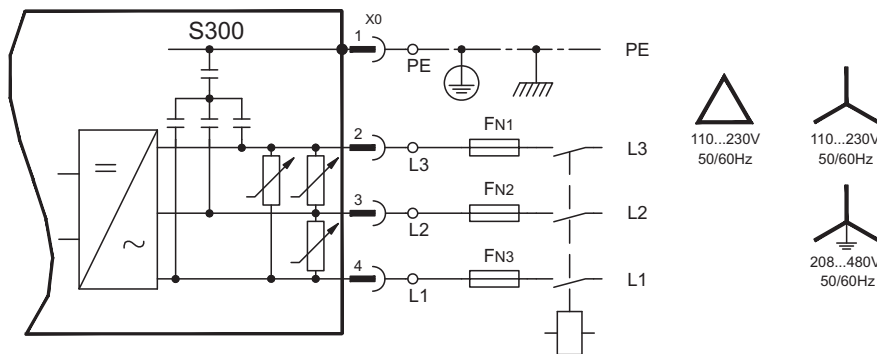 S300
X0
1
PE
PE
2
FN1
L3
L3
3
FN2
L2
L2
4
FN3
L1
L1
110...230V
50/60Hz
110...230V
50/60Hz
208...480V
50/60Hz